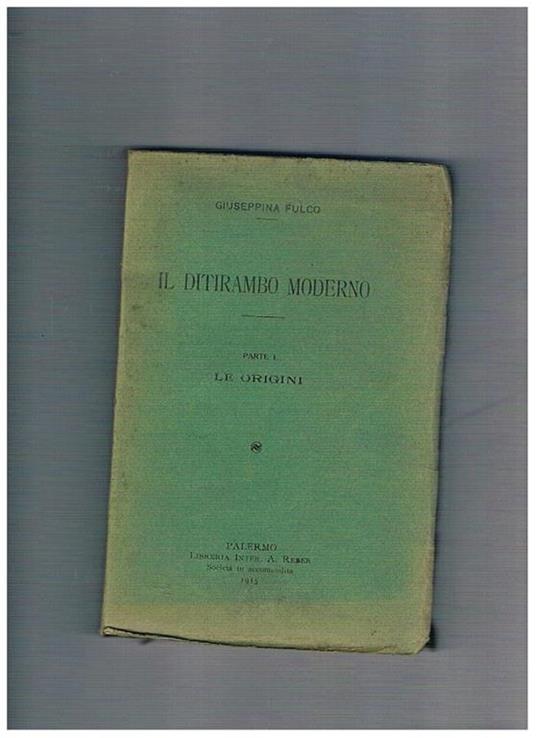 GIUSEPPINA FULCO
IL DITIRAMBO MODERNO
PARTE I.
LE ORIGINI
PALERMO
LIBRERIA INTER. A. REBER
Società in accomandita
1915